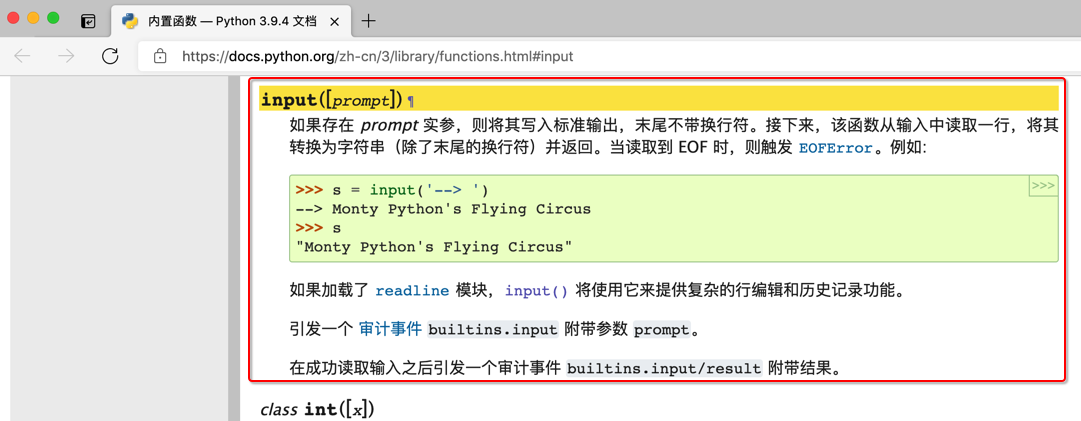 内置函数 — Python 3.9.4 文档
https://docs.python.org/zh-cn/3/library/functions.html#input
input([prompt]) ¶
如果存在 prompt 实参，则将其写入标准输出，末尾不带换行符。接下来，该函数从输入中读取一行，将其
转换为字符串（除了末尾的换行符）并返回。当读取到 EOF 时，则触发 EOFError。例如:
>>>
>>> s = input('--> ')
--> Monty Python's Flying Circus
>>> s
"Monty Python's Flying Circus"
如果加载了 readline 模块，input() 将使用它来提供复杂的行编辑和历史记录功能。
引发一个 审计事件 builtins.input 附带参数 prompt。
在成功读取输入之后引发一个审计事件 builtins.input/result 附带结果。
class int([x])